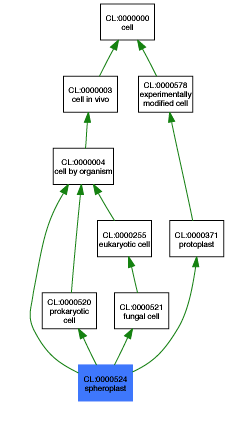 CL:0000000
cell
CL:0000003
cell in vivo
CL:0000578
experimentally
modified cell
CL:0000004
cell by organism
CL:0000255
eukaryotic cell
CL:0000371
protoplast
CL:0000520
prokaryotic
cell
CL:0000521
fungal cell
CL:0000524
spheroplast